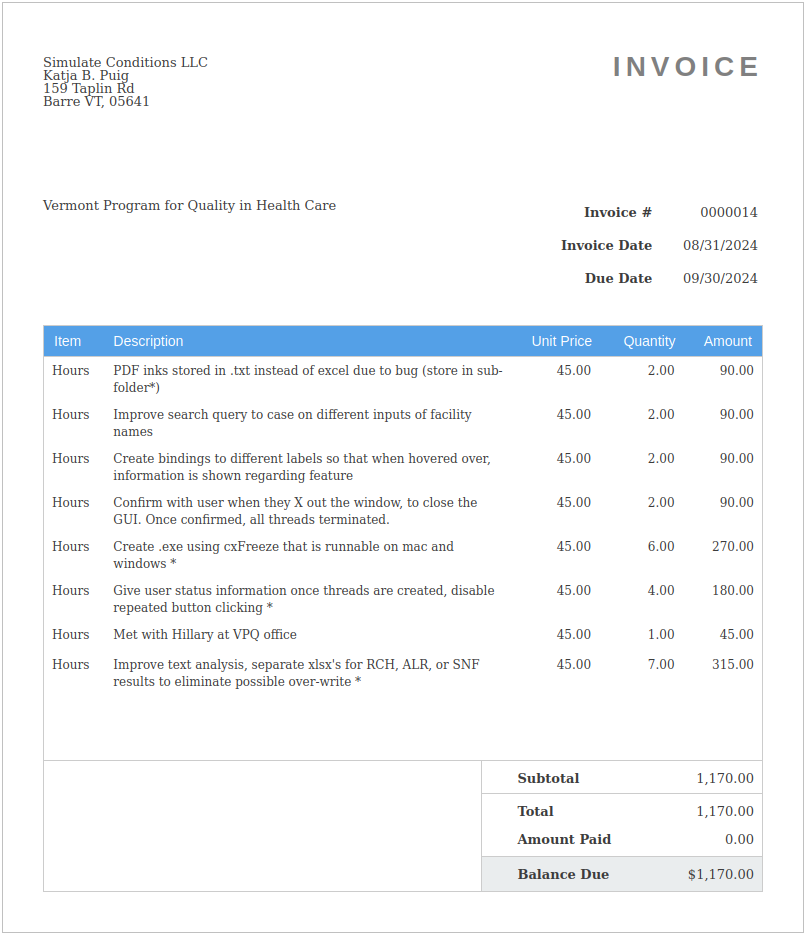 Simulate Conditions LLC
Katja B. Puig
159 Taplin Rd
Barre VT, 05641
INVOICE
Vermont Program for Quality in Health Care
Invoice # 0000014
Invoice Date 08/31/2024
Due Date 09/30/2024
Item Description Unit Price Quantity Amount
Hours PDF inks stored in .txt instead of excel due to bug (store in sub- 45.00 2.00 90.00
folder*)
Hours Improve search query to case on different inputs of facility 45.00 2.00 90.00
names
Hours Create bindings to different labels so that when hovered over, 45.00 2.00 90.00
information is shown regarding feature
Hours Confirm with user when they X out the window, to close the 45.00 2.00 90.00
GUI. Once confirmed, all threads terminated.
Hours Create .exe using cxFreeze that is runnable on mac and 45.00 6.00 270.00
windows *
Hours Give user status information once threads are created, disable 45.00 4.00 180.00
repeated button clicking *
Hours Met with Hillary at VPQ office 45.00 1.00 45.00
Hours Improve text analysis, separate xlsx's for RCH, ALR, or SNF 45.00 7.00 315.00
results to eliminate possible over-write *
Subtotal 1,170.00
Total 1,170.00
Amount Paid 0.00
Balance Due $1,170.00